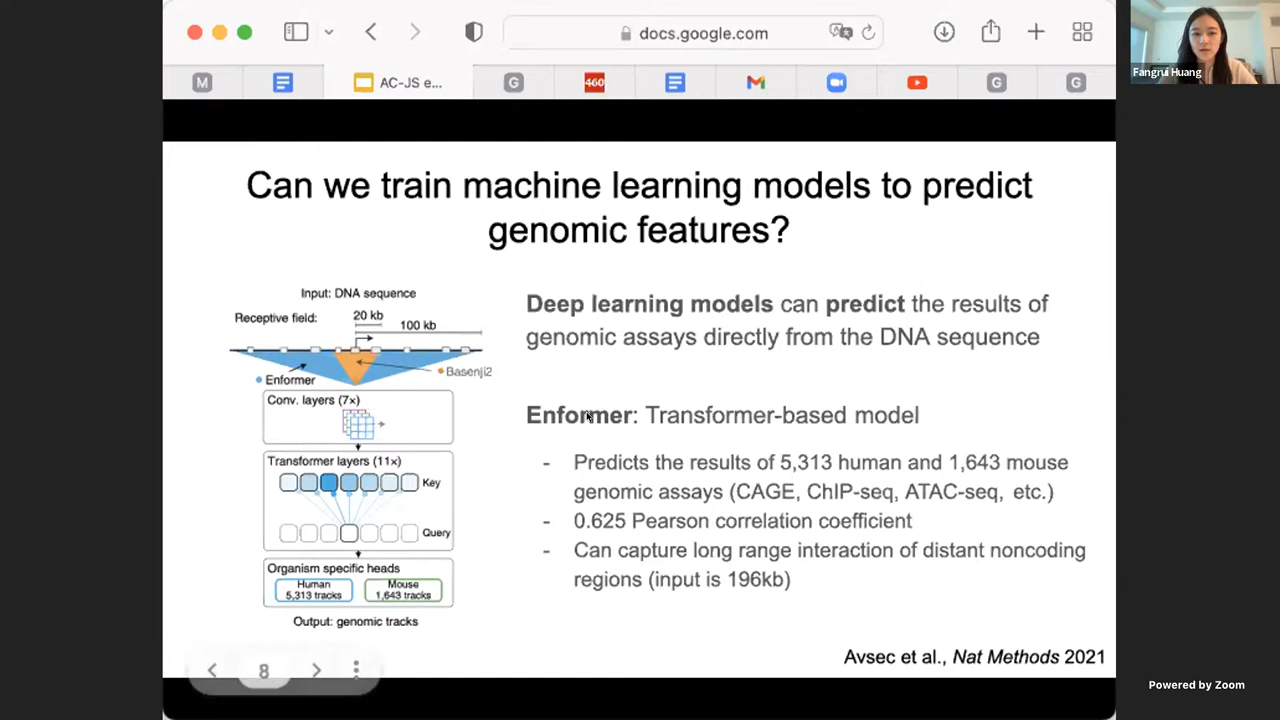 docs.google.com
M
AC-JS e...
G
460
G
G
Fangrui Huang
Can we train machine learning models to predict
genomic features?
Input: DNA sequence
Receptive field:
20 kb
100 kb
Enformer
Basenji2
Conv. layers (7×)
Transformer layers (11×)
Key
Query
Organism specific heads
Human
5,313 tracks
Mouse
1,643 tracks
Output: genomic tracks
Deep learning models can predict the results of
genomic assays directly from the DNA sequence
Enformer: Transformer-based model
- Predicts the results of 5,313 human and 1,643 mouse
genomic assays (CAGE, ChIP-seq, ATAC-seq, etc.)
- 0.625 Pearson correlation coefficient
- Can capture long range interaction of distant noncoding
regions (input is 196kb)
Avsec et al., Nat Methods 2021
8
Powered by Zoom